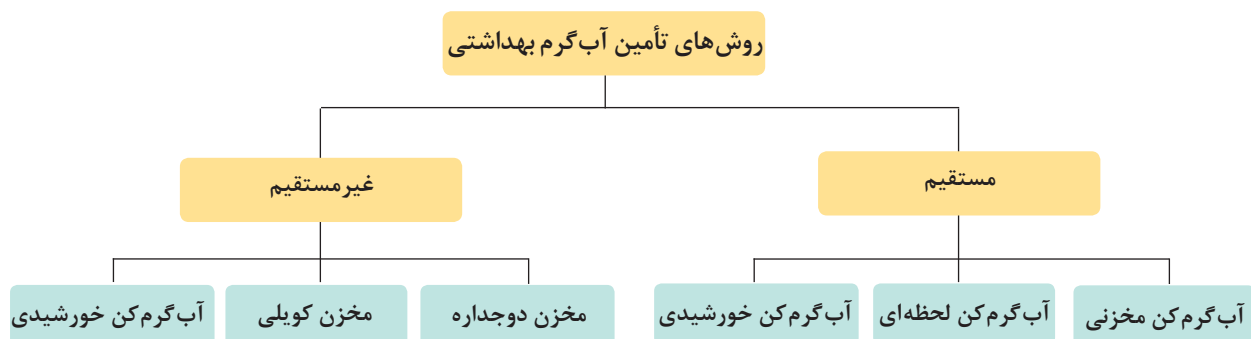 روش‌های تأمین آب‌گرم بهداشتی
مستقیم
غیرمستقیم
آب‌گرم‌کن مخزنی
آب‌گرم‌کن لحظه‌ای
آب‌گرم‌کن خورشیدی
مخزن دوجداره
مخزن کویلی
آب‌گرم‌کن خورشیدی